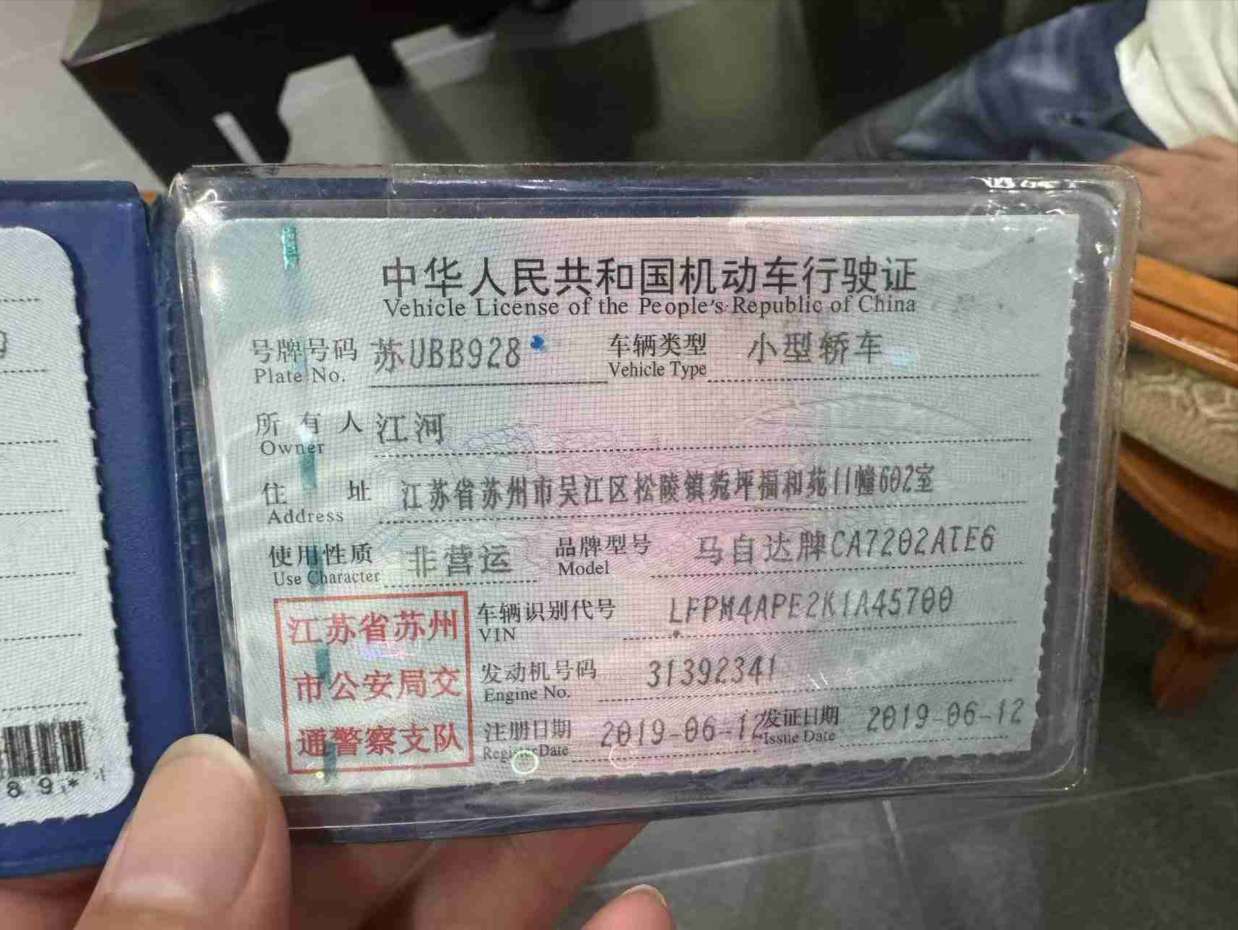 中华人民共和国机动车行驶证
Vehicle License of the People's Republic of China
号牌号码 苏UBB928 车辆类型 小型轿车
Plate No. Vehicle Type
所有人 江河
Owner
住址 江苏省苏州市吴江区松陵镇菀坪福和苑11幢602室
Address
使用性质 非营运 品牌型号 马自达牌CA7202ATE6
Use Character Model
江苏省苏州
市公安局交
通警察支队
车辆识别代号 LFPM4APE2K1A45700
VIN
发动机号码 31392341
Engine No.
注册日期 2019-06-12 发证日期 2019-06-12
Register Date Issue Date
89*